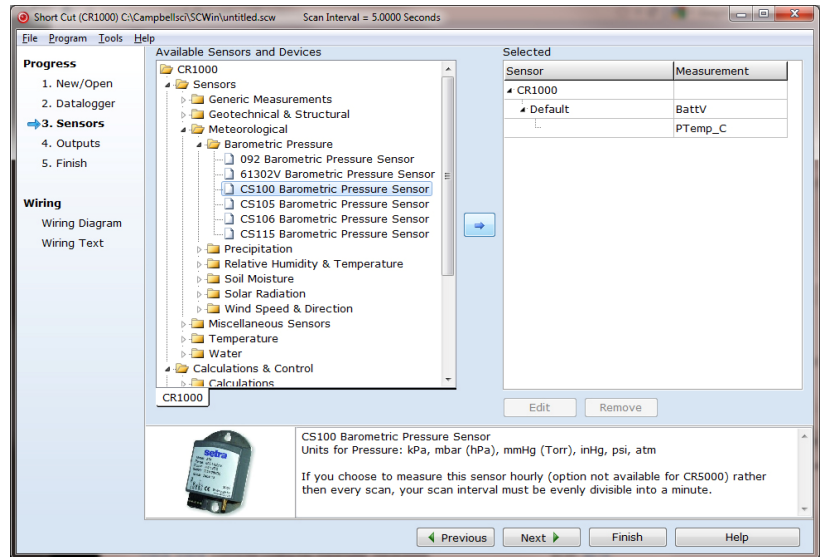 Short Cut (CR1000) C:\Campbellsci\SCWin\untitled.scw Scan Interval = 5.0000 Seconds
File Program Tools Help
Progress
1. New/Open
2. Datalogger
3. Sensors
4. Outputs
5. Finish
Wiring
Wiring Diagram
Wiring Text
Available Sensors and Devices
CR1000
Sensors
Generic Measurements
Geotechnical & Structural
Meteorological
Barometric Pressure
092 Barometric Pressure Sensor
61302V Barometric Pressure Sensor
CS100 Barometric Pressure Sensor
CS105 Barometric Pressure Sensor
CS106 Barometric Pressure Sensor
CS115 Barometric Pressure Sensor
Precipitation
Relative Humidity & Temperature
Soil Moisture
Solar Radiation
Wind Speed & Direction
Miscellaneous Sensors
Temperature
Water
Calculations & Control
Calculations
CR1000
Selected
Sensor Measurement
CR1000
Default BattV
PTemp_C
Edit Remove
setra
CS100 Barometric Pressure Sensor
Units for Pressure: kPa, mbar (hPa), mmHg (Torr), inHg, psi, atm
If you choose to measure this sensor hourly (option not available for CR5000) rather
then every scan, your scan interval must be evenly divisible into a minute.
Previous Next Finish Help